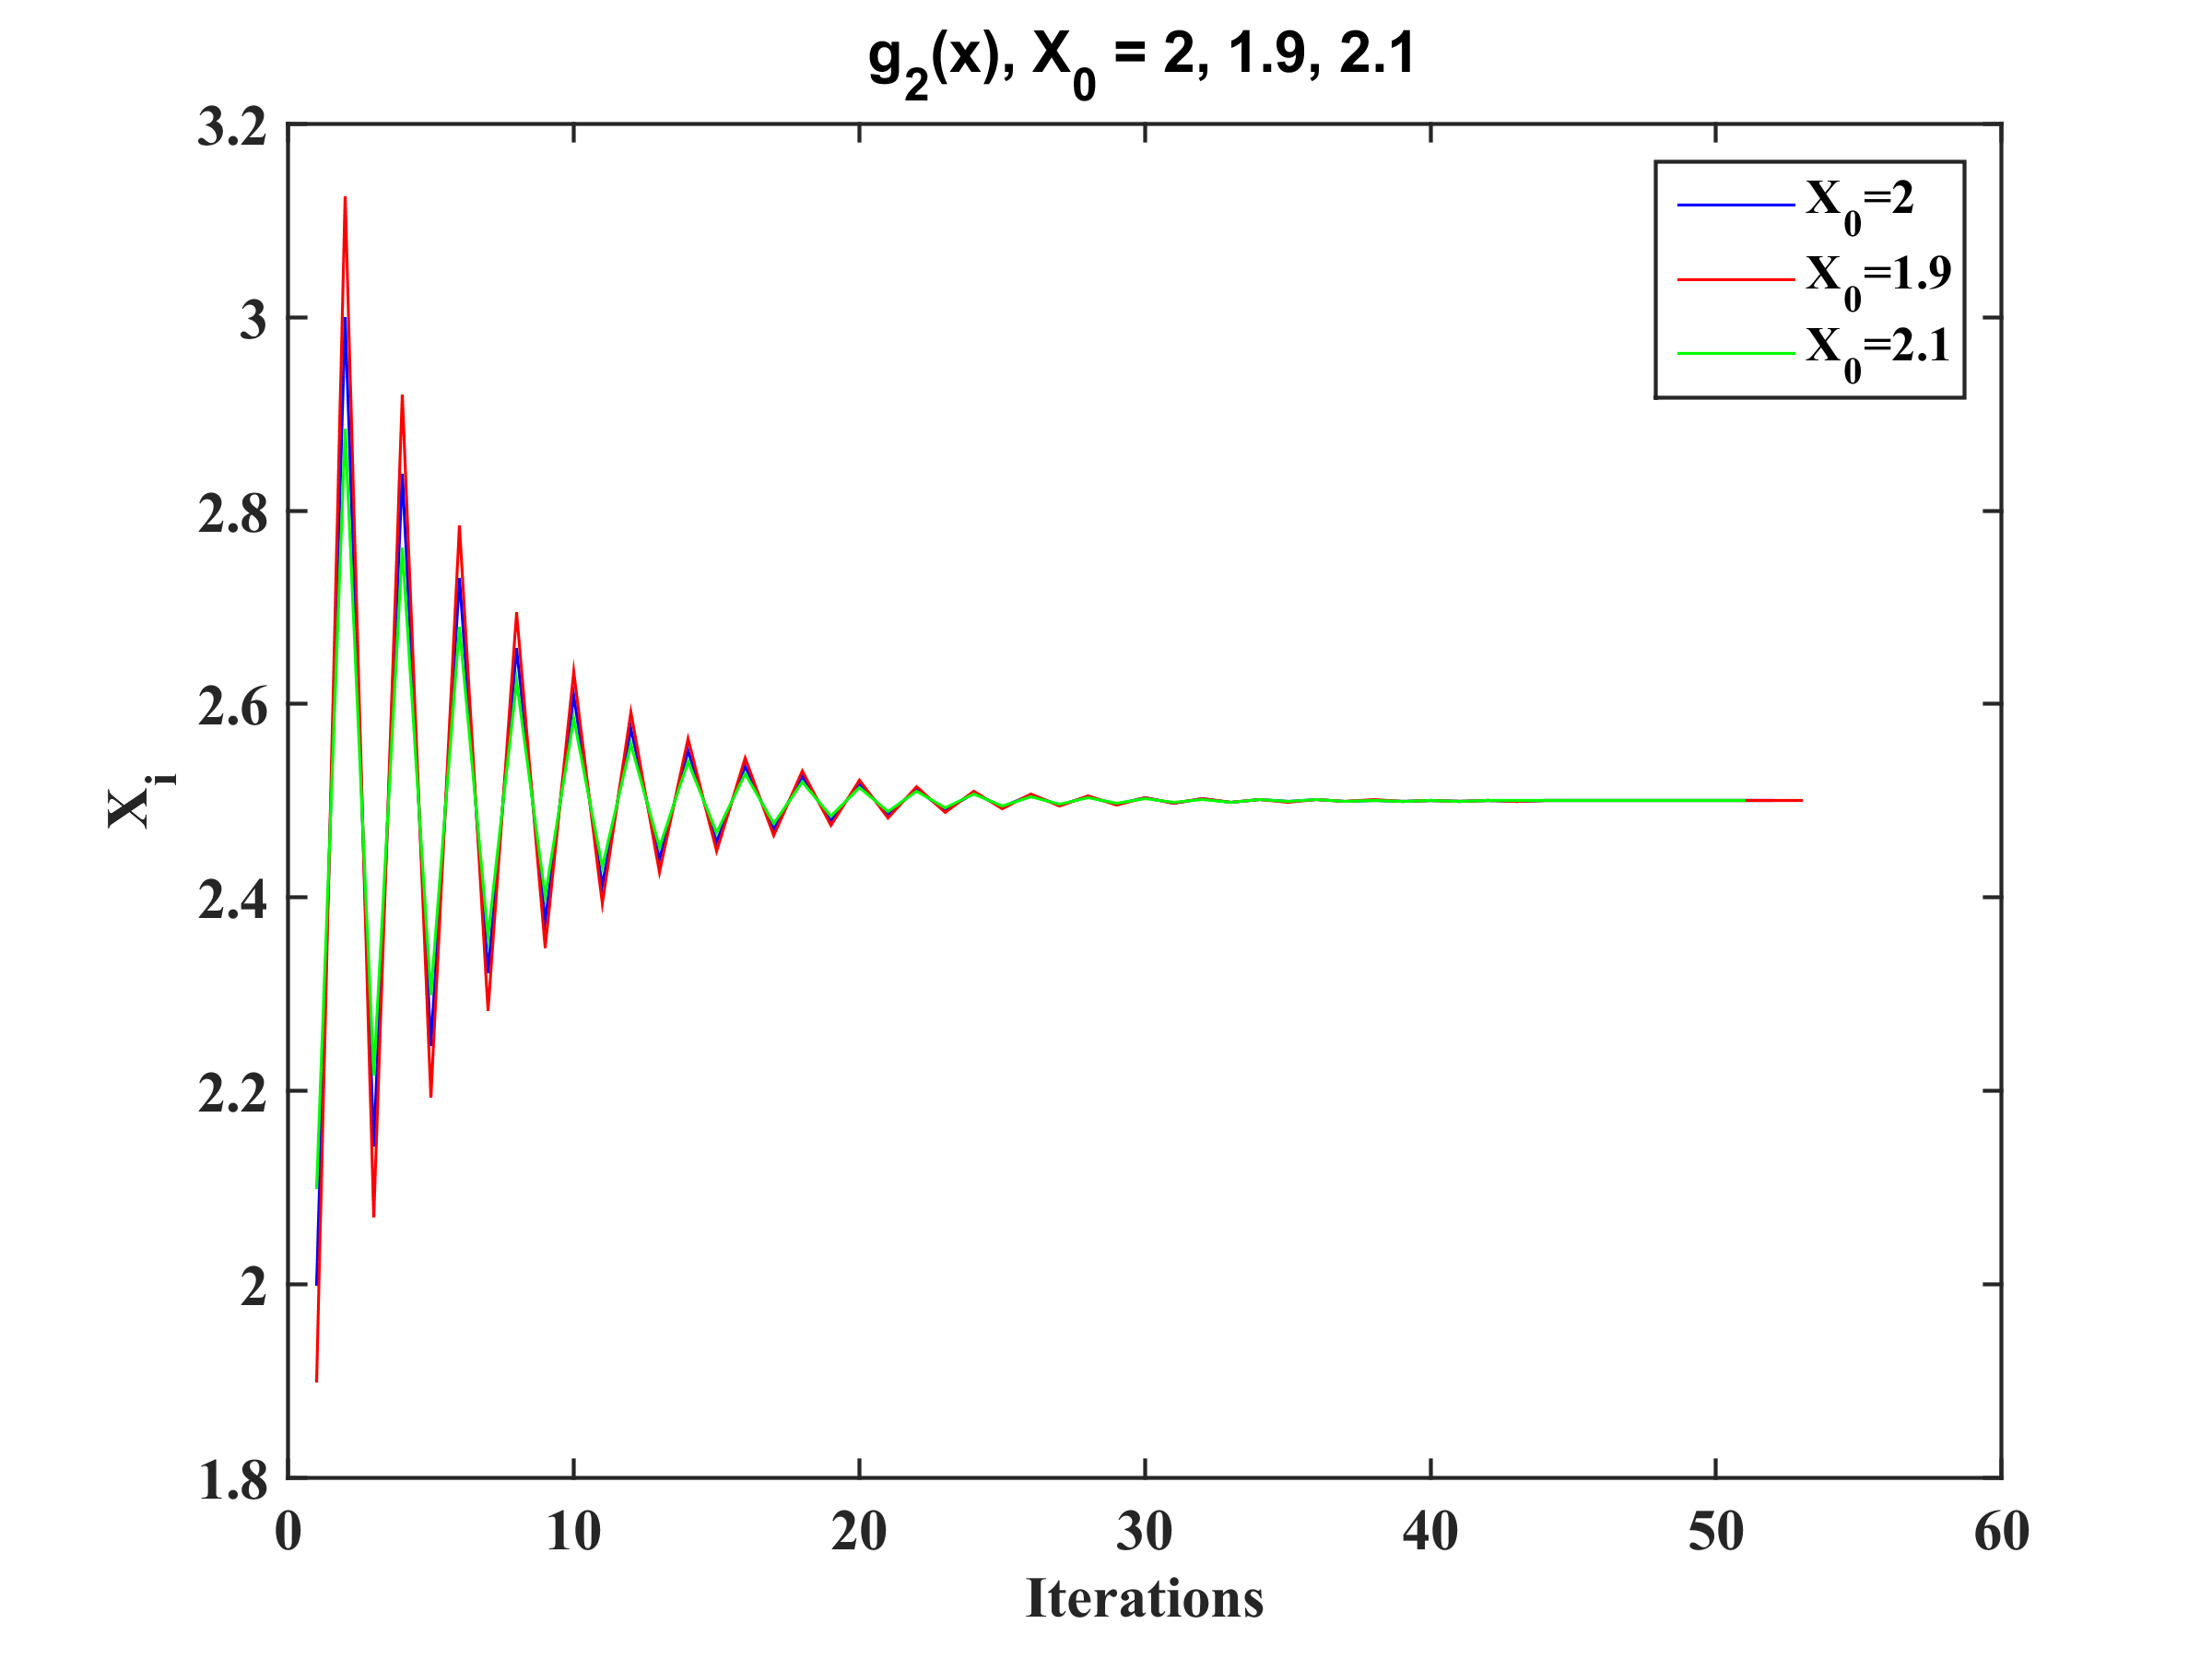 g₂(x), X₀ = 2, 1.9, 2.1
3.2
3
2.8
2.6
2.4
2.2
2
1.8
X₀=2
X₀=1.9
X₀=2.1
Xᵢ
0 10 20 30 40 50 60
Iterations